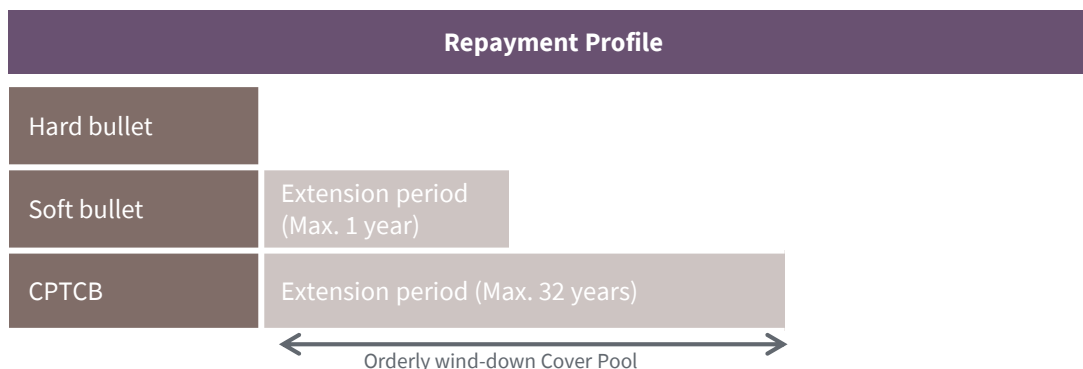 Repayment Profile
Hard bullet
Soft bullet
Extension period
(Max. 1 year)
CPTCB
Extension period (Max. 32 years)
Orderly wind-down Cover Pool